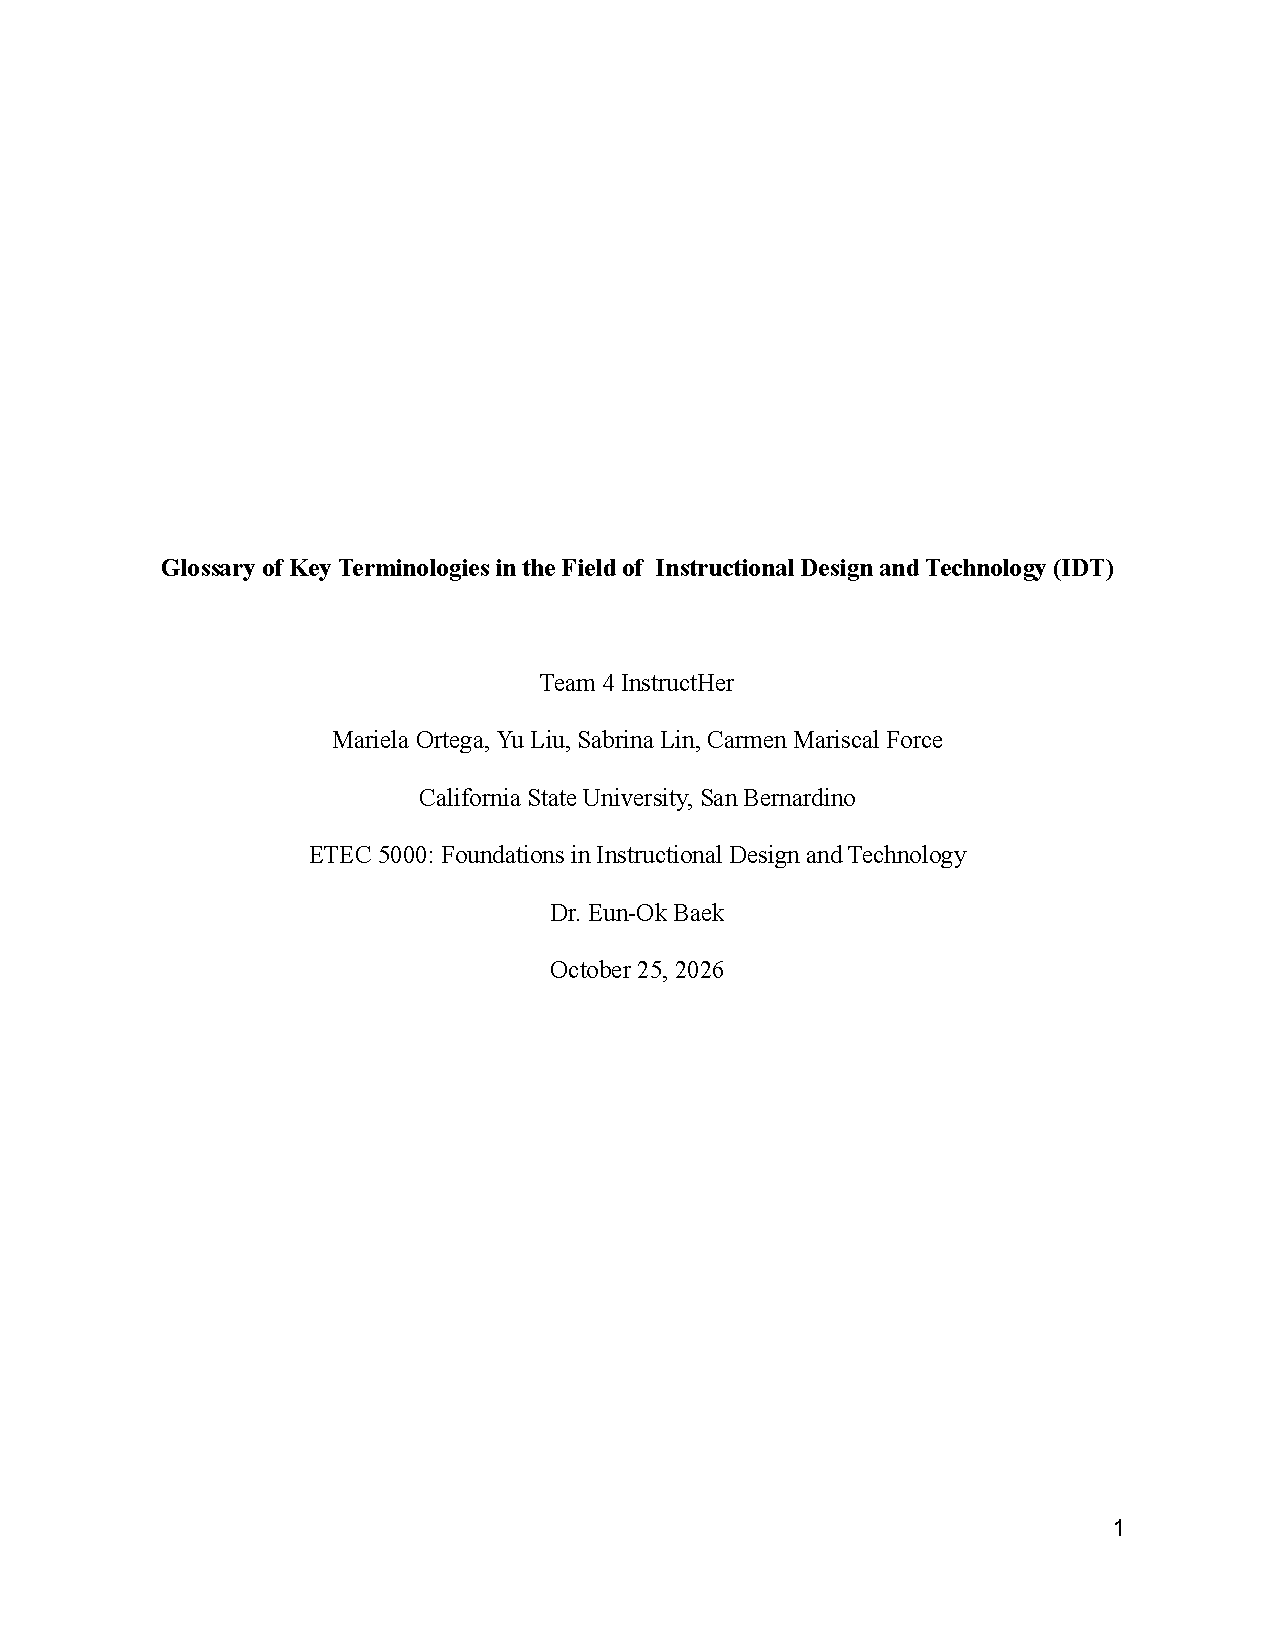 Glossary of Key Terminologies in the Field of  Instructional Design and Technology (IDT)
Team 4 InstructHer
Mariela Ortega, Yu Liu, Sabrina Lin, Carmen Mariscal Force
California State University, San Bernardino
ETEC 5000: Foundations in Instructional Design and Technology
Dr. Eun-Ok Baek
October 25, 2026
1